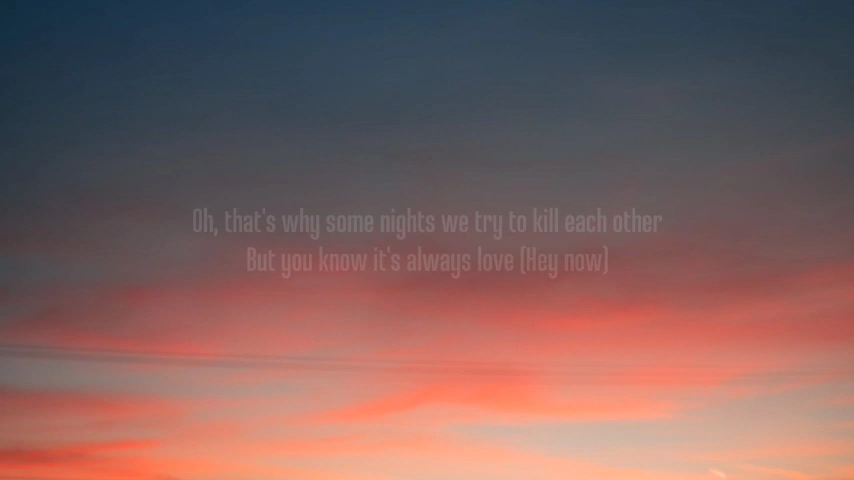 Oh, that's why some nights we try to kill each other
But you know it's always love (Hey now)